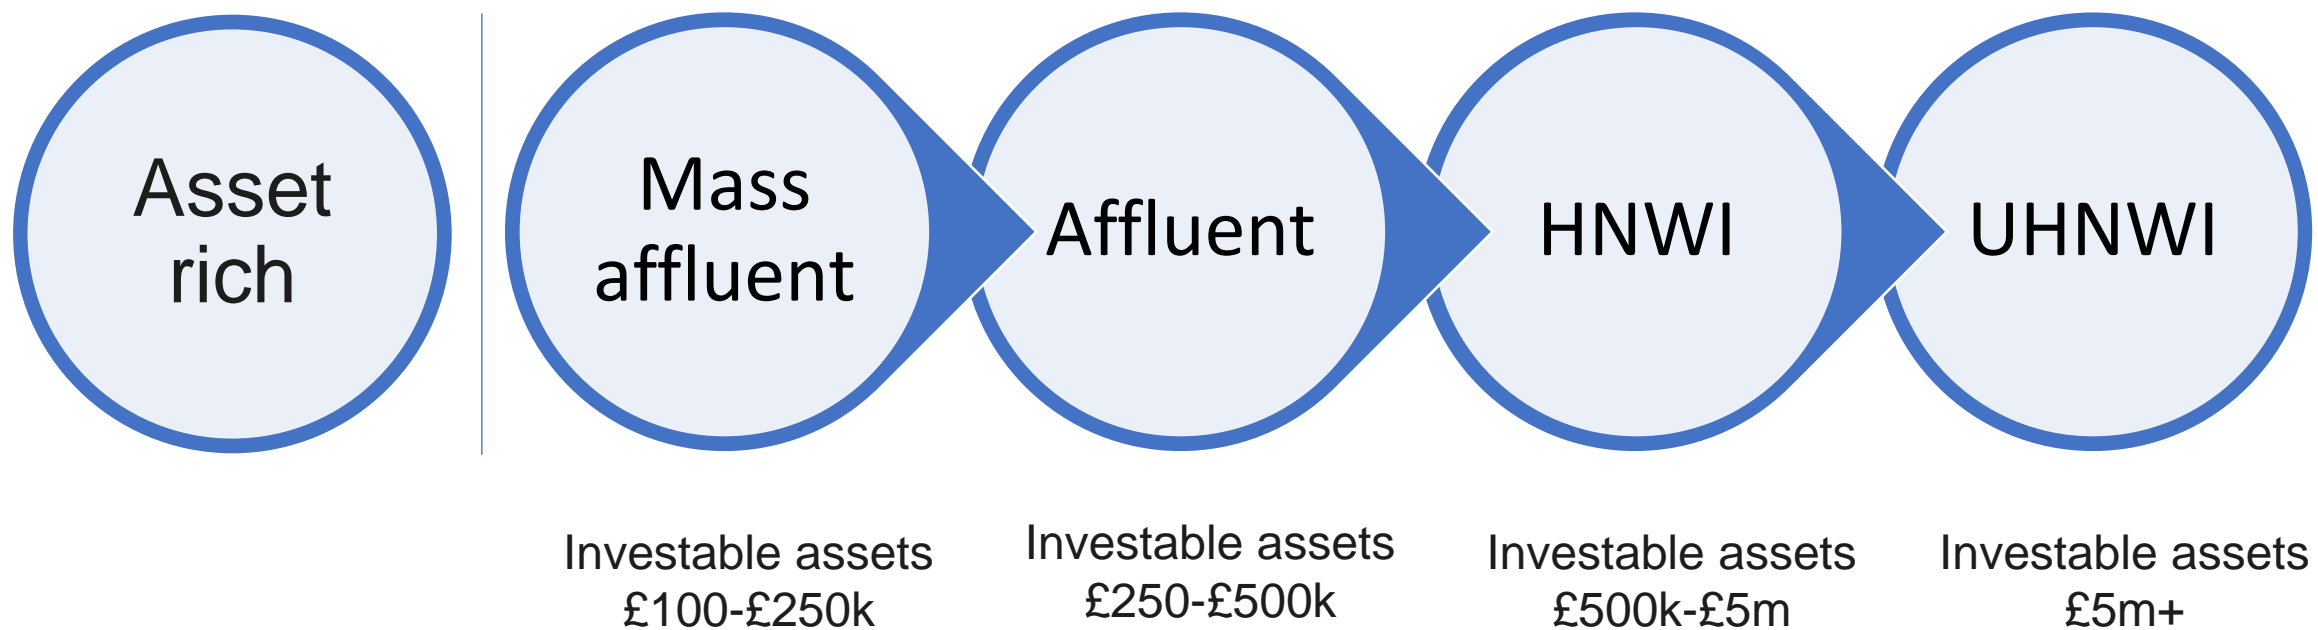 Asset
rich
Mass
affluent
Affluent
HNWI
UHNWI
Investable assets
£100-£250k
Investable assets
£250-£500k
Investable assets
£500k-£5m
Investable assets
£5m+